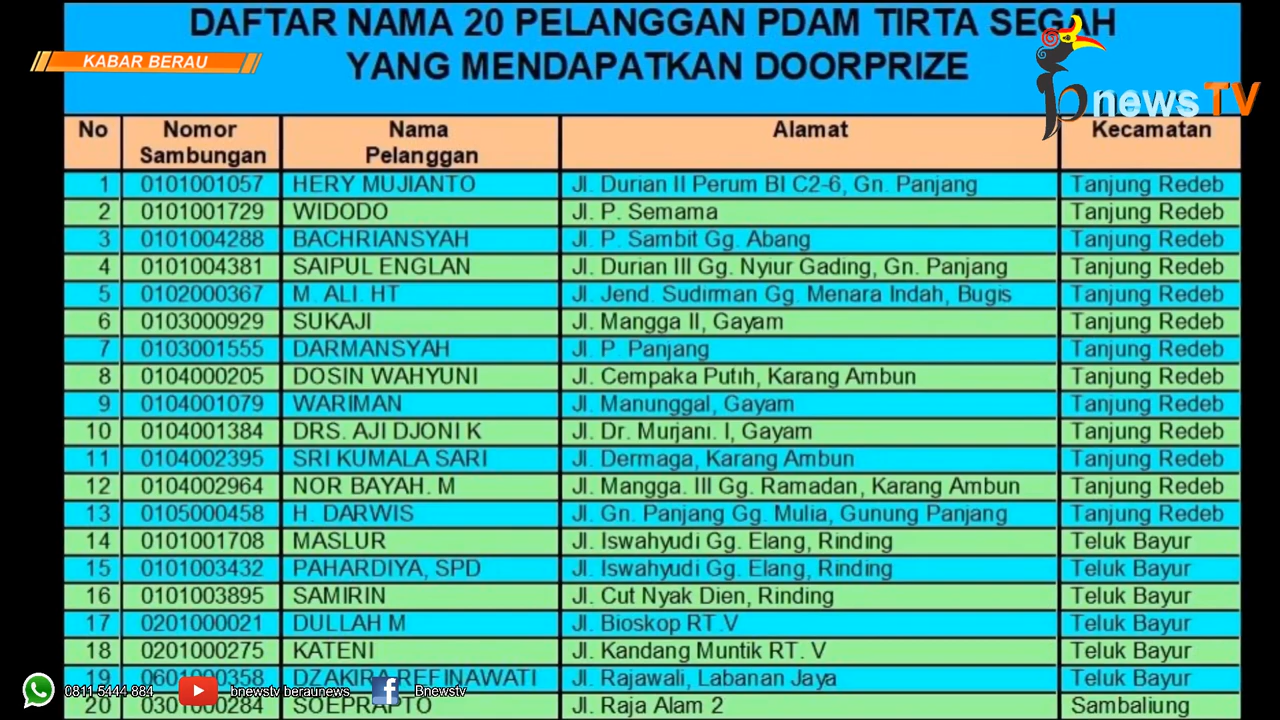 DAFTAR NAMA 20 PELANGGAN PDAM TIRTA SEGAH
YANG MENDAPATKAN DOORPRIZE
KABAR BERAU
bnews TV
No Nomor Sambungan Nama Pelanggan Alamat Kecamatan
1 0101001057 HERY MUJIANTO Jl. Durian II Perum BI C2-6, Gn. Panjang Tanjung Redeb
2 0101001729 WIDODO Jl. P. Semama Tanjung Redeb
3 0101004288 BACHRIANSYAH Jl. P. Sambit Gg. Abang Tanjung Redeb
4 0101004381 SAIPUL ENGLAN Jl. Durian III Gg. Nyiur Gading, Gn. Panjang Tanjung Redeb
5 0102000367 M. ALI. HT Jl. Jend. Sudirman Gg. Menara Indah, Bugis Tanjung Redeb
6 0103000929 SUKAJI Jl. Mangga II, Gayam Tanjung Redeb
7 0103001555 DARMANSYAH Jl. P. Panjang Tanjung Redeb
8 0104000205 DOSIN WAHYUNI Jl. Cempaka Putih, Karang Ambun Tanjung Redeb
9 0104001079 WARIMAN Jl. Manunggal, Gayam Tanjung Redeb
10 0104001384 DRS. AJI DJONI K Jl. Dr. Murjani. I, Gayam Tanjung Redeb
11 0104002395 SRI KUMALA SARI Jl. Dermaga, Karang Ambun Tanjung Redeb
12 0104002964 NOR BAYAH. M Jl. Mangga. III Gg. Ramadan, Karang Ambun Tanjung Redeb
13 0105000458 H. DARWIS Jl. Gn. Panjang Gg. Mulia, Gunung Panjang Tanjung Redeb
14 0101001708 MASLUR Jl. Iswahyudi Gg. Elang, Rinding Teluk Bayur
15 0101003432 PAHARDIYA, SPD Jl. Iswahyudi Gg. Elang, Rinding Teluk Bayur
16 0101003895 SAMIRIN Jl. Cut Nyak Dien, Rinding Teluk Bayur
17 0201000021 DULLAH M Jl. Bioskop RT.V Teluk Bayur
18 0201000275 KATENI Jl. Kandang Muntik RT. V Teluk Bayur
19 0601000358 DZAKIRA REFINAWATI Jl. Rajawali, Labanan Jaya Teluk Bayur
20 0301000284 SOEPRAPTO Jl. Raja Alam 2 Sambaliung
0811 5444 884 bnewstv beraunews Bnewstv